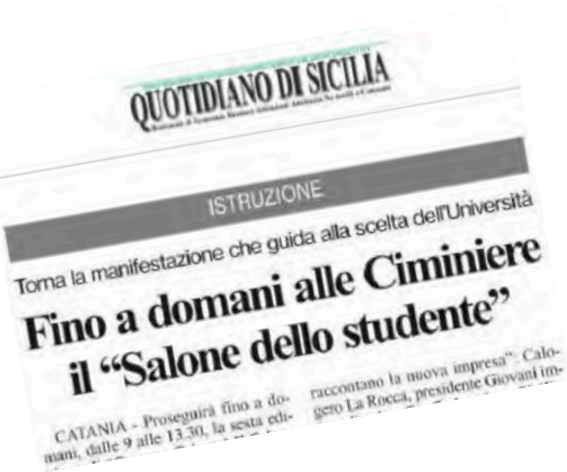 QUOTIDIANO DI SICILIA
ISTRUZIONE
Torna la manifestazione che guida alla scelta dell'Università
Fino a domani alle Ciminiere
il “Salone dello studente”
CATANIA - Proseguirà fino a do-
mani, dalle 9 alle 13.30, la sesta edi-
raccontano la nuova impresa”: Calo-
gero La Rocca, presidente Giovani im-